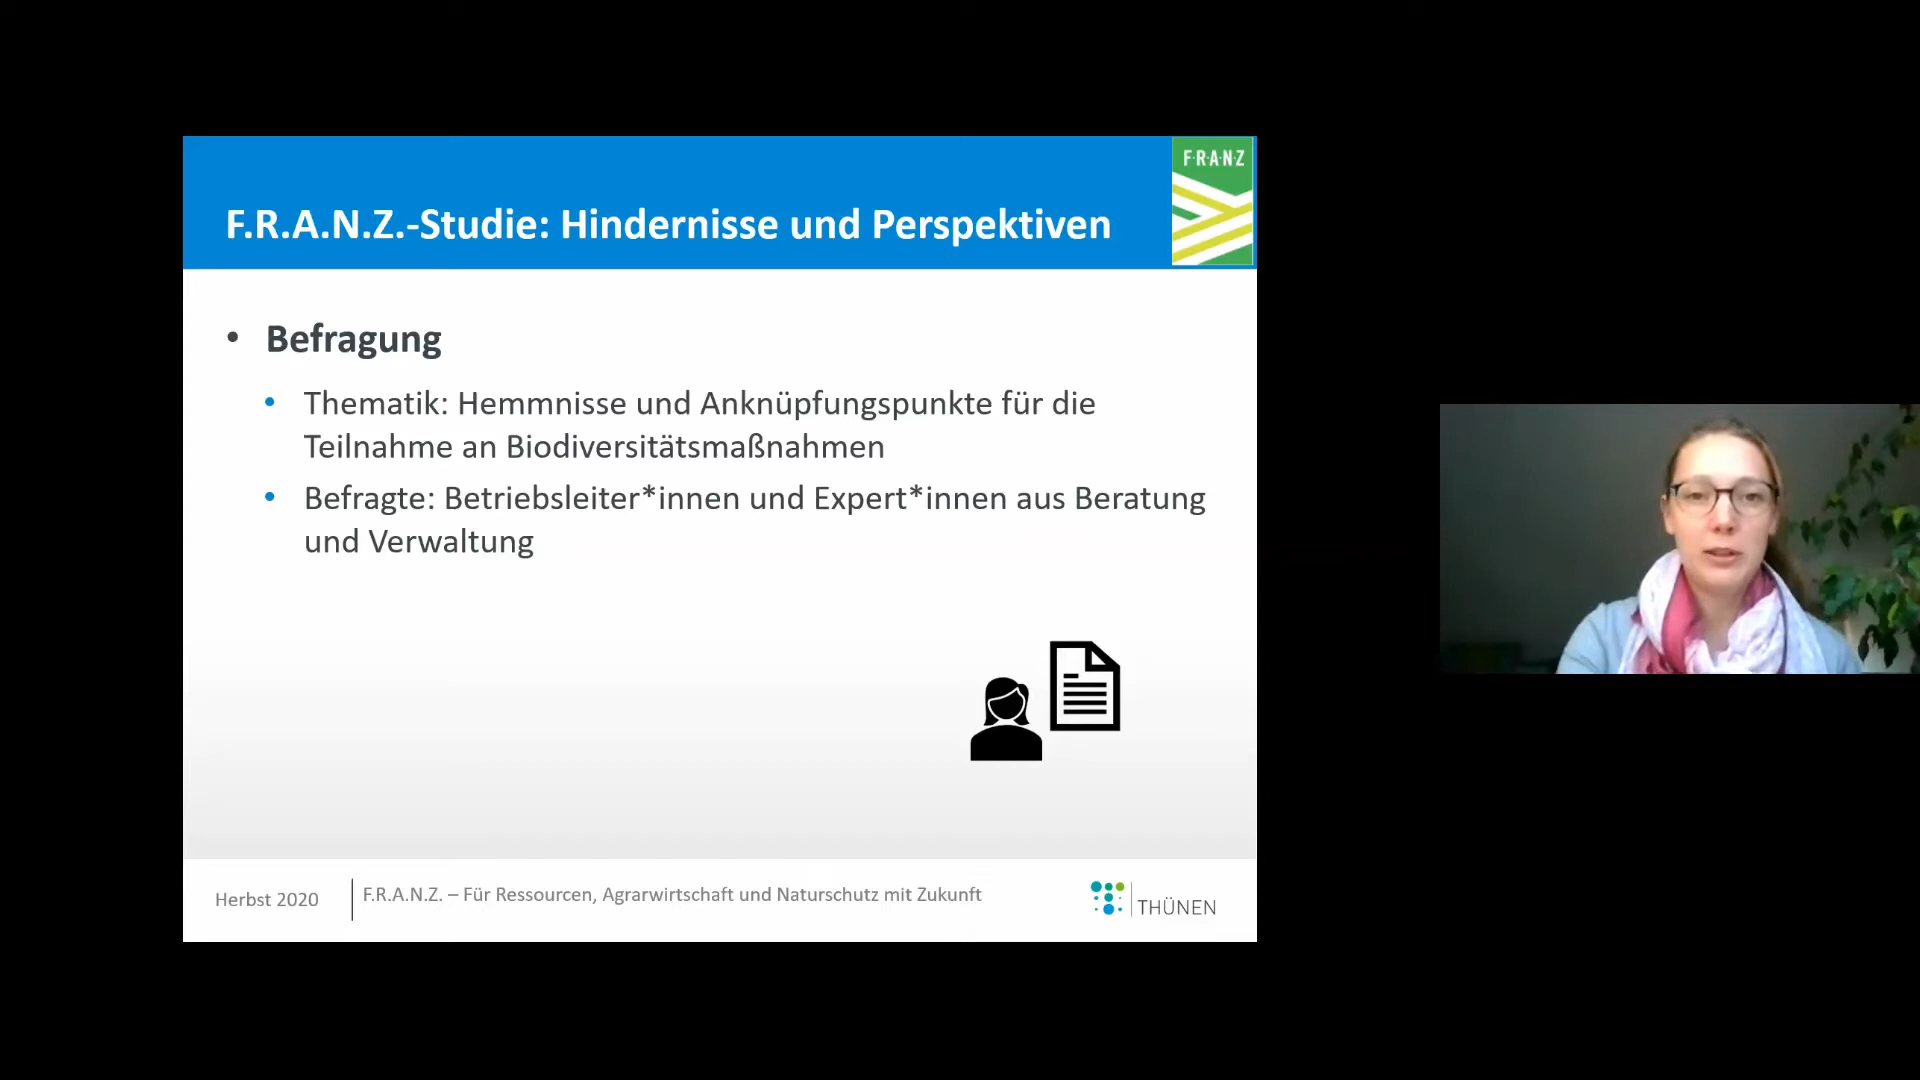 F.R.A.N.Z
F.R.A.N.Z.-Studie: Hindernisse und Perspektiven
• Befragung
• Thematik: Hemmnisse und Anknüpfungspunkte für die
Teilnahme an Biodiversitätsmaßnahmen
• Befragte: Betriebsleiter*innen und Expert*innen aus Beratung
und Verwaltung
Herbst 2020
F.R.A.N.Z. – Für Ressourcen, Agrarwirtschaft und Naturschutz mit Zukunft
THÜNEN